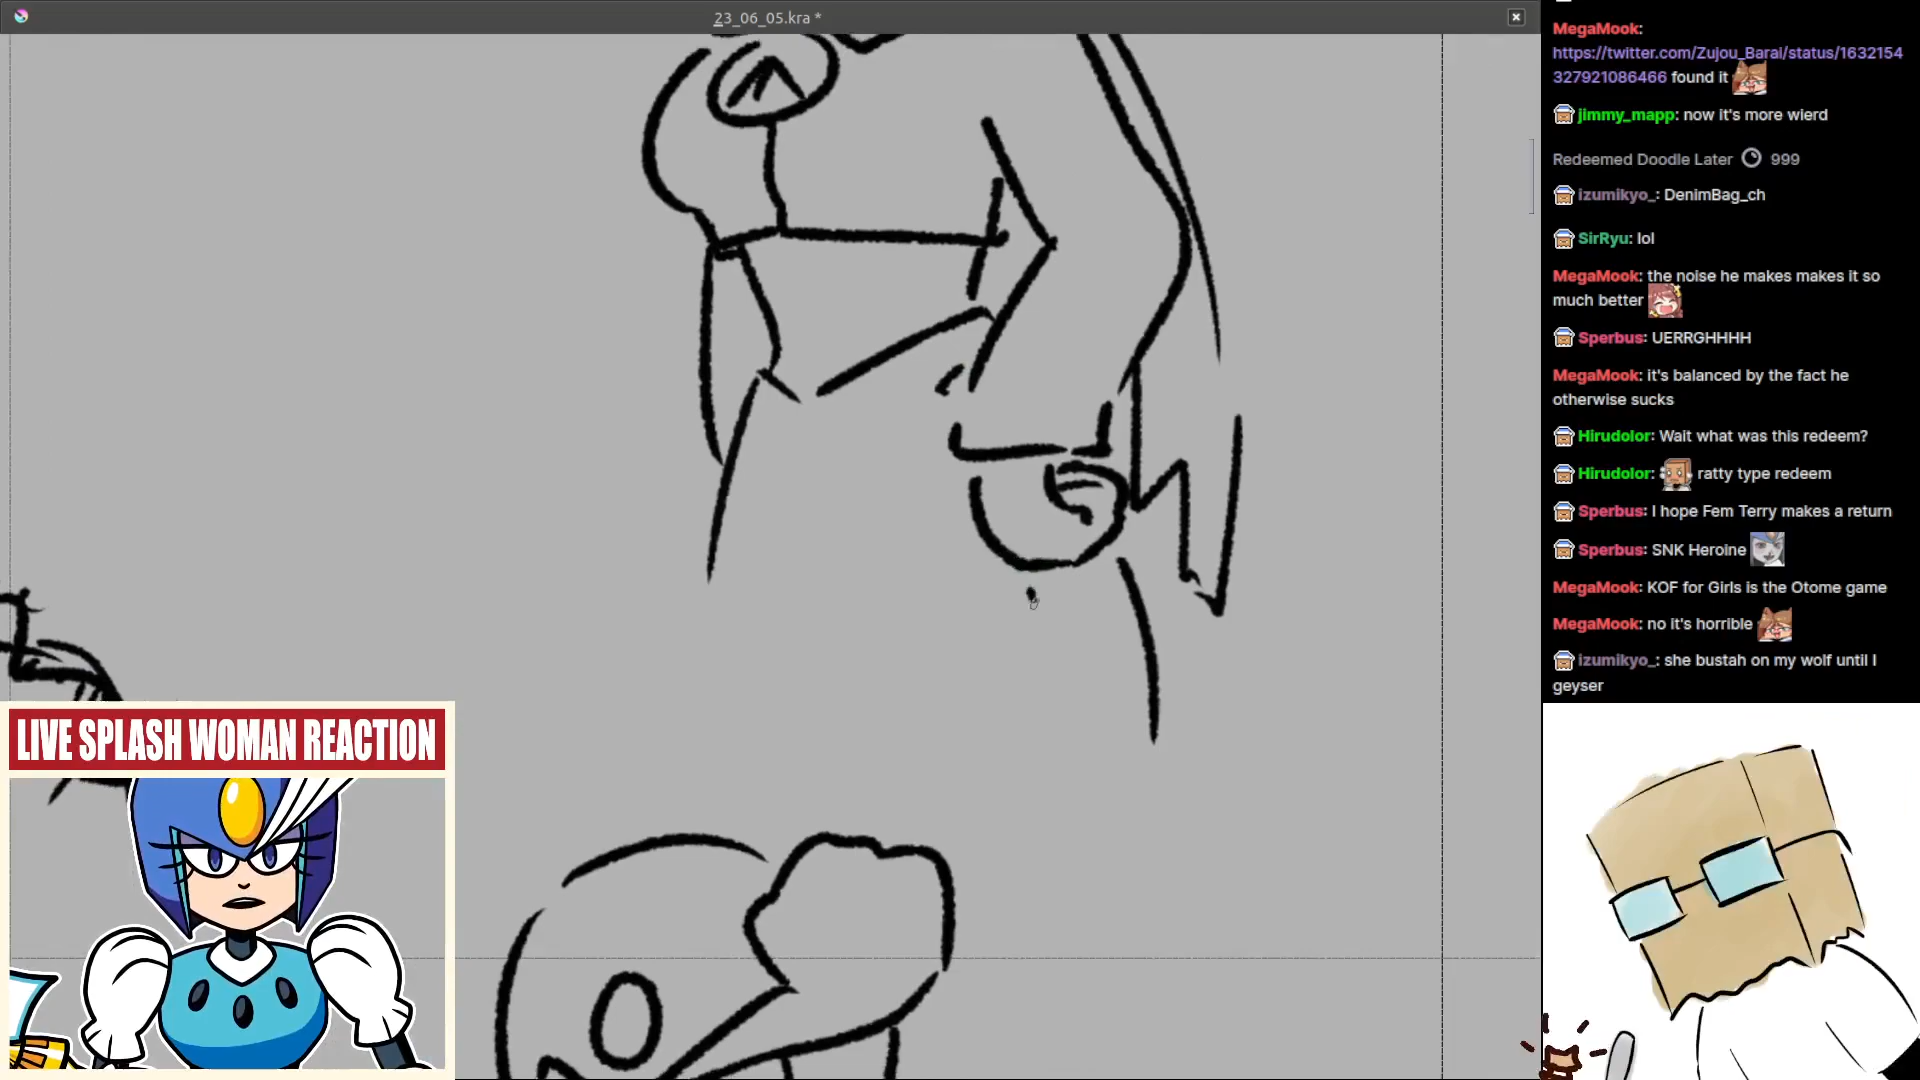 23_06_05.kra *
MegaMook:
https://twitter.com/Zujou_Barai/status/1632154
327921086466 found it
jimmy_mapp: now it's more wierd
Redeemed Doodle Later 999
izumikyo_: DenimBag_ch
SirRyu: lol
MegaMook: the noise he makes makes it so
much better
Sperbus: UERRGHHHH
MegaMook: it's balanced by the fact he
otherwise sucks
Hirudolor: Wait what was this redeem?
Hirudolor: ratty type redeem
Sperbus: I hope Fem Terry makes a return
Sperbus: SNK Heroine
MegaMook: KOF for Girls is the Otome game
MegaMook: no it's horrible
izumikyo_: she bustah on my wolf until I
geyser
LIVE SPLASH WOMAN REACTION